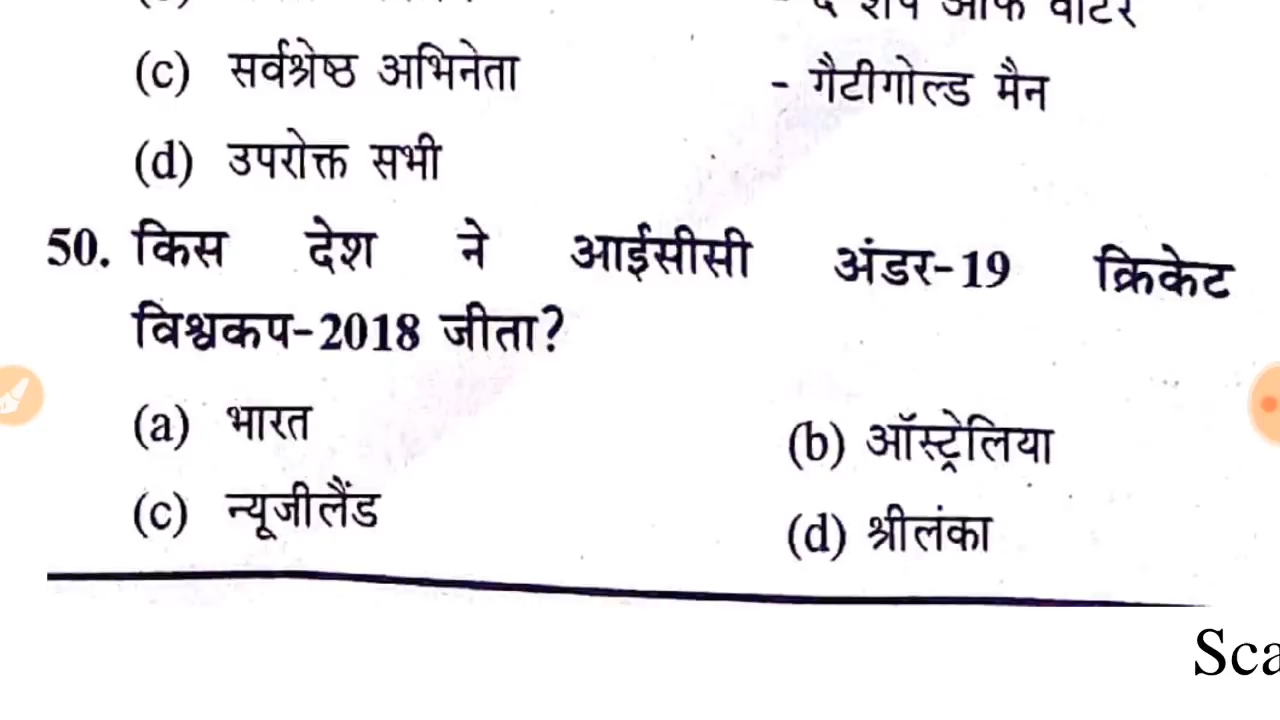 (c) सर्वश्रेष्ठ अभिनेता - गैटीगोल्ड मैन
(d) उपरोक्त सभी
50. किस देश ने आईसीसी अंडर-19 क्रिकेट
विश्वकप-2018 जीता?
(a) भारत (b) ऑस्ट्रेलिया
(c) न्यूजीलैंड (d) श्रीलंका